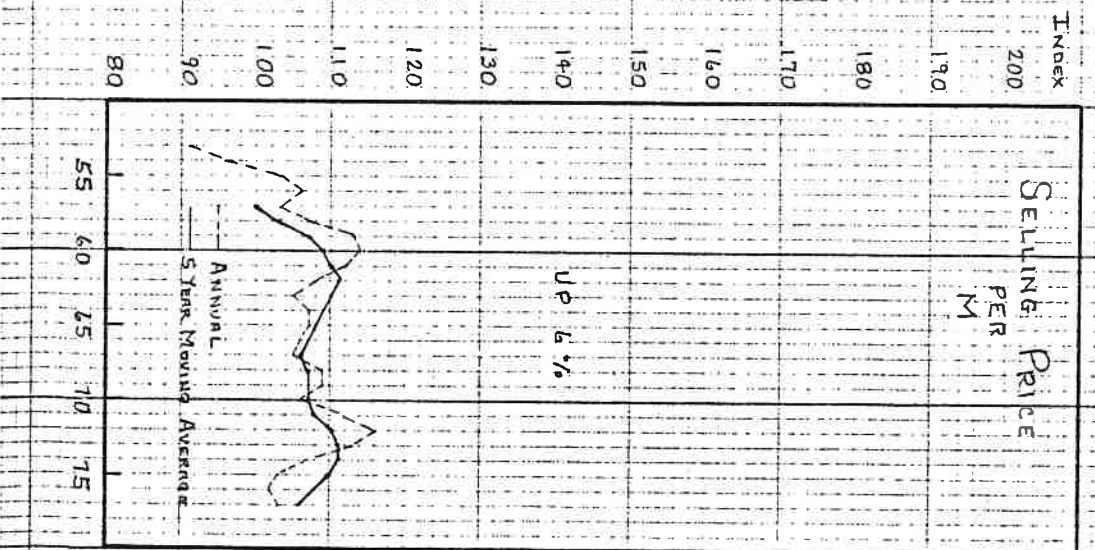 INDEX
200
190
180
170
160
150
140
130
120
110
100
90
80
SELLING PRICE
PER
M
UP 6 %
ANNUAL
5 YEAR MOVING AVERAGE
55
60
65
70
75